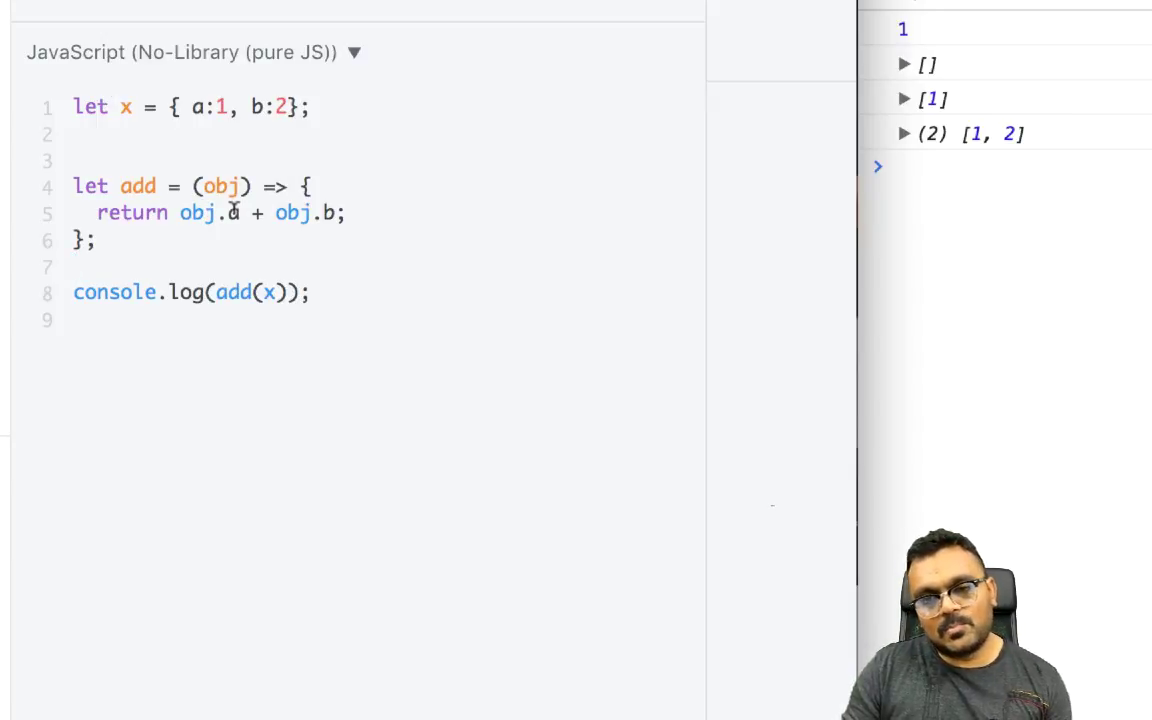 JavaScript (No-Library (pure JS)) ▼
1 let x = { a:1, b:2};
2
3
4 let add = (obj) => {
5 return obj.a + obj.b;
6 };
7
8 console.log(add(x));
9
1
▶ []
▶ [1]
▶ (2) [1, 2]
>